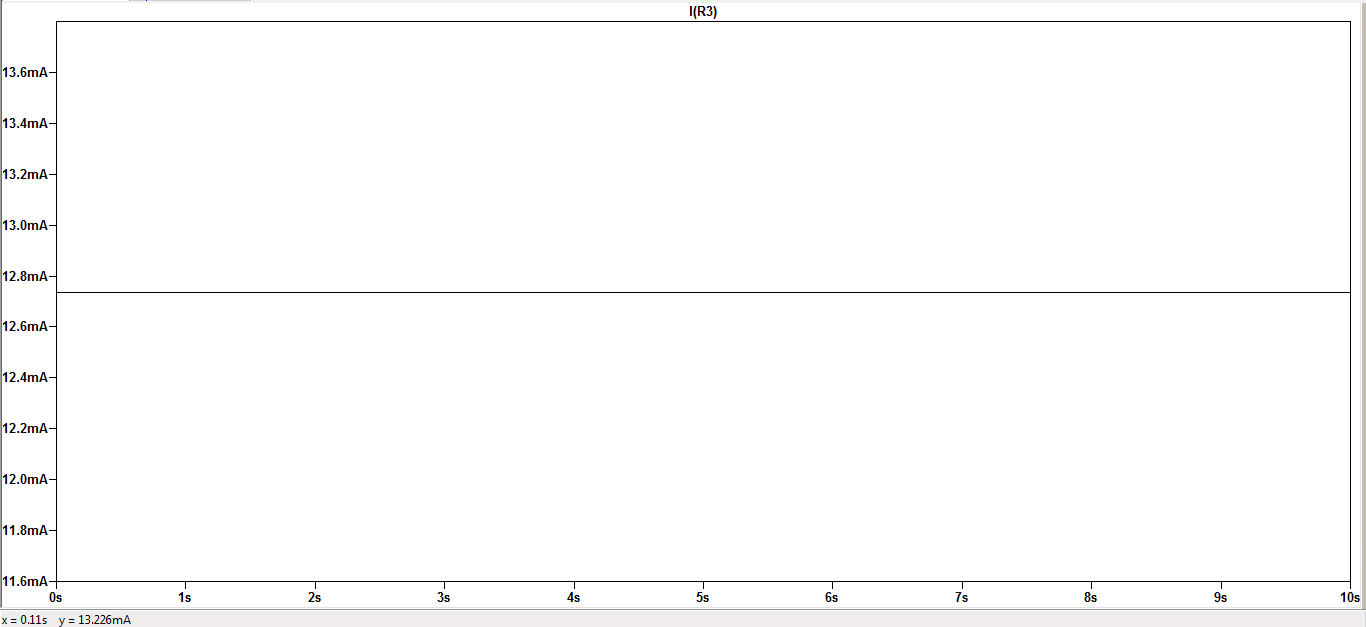 I(R3)
13.6mA
13.4mA
13.2mA
13.0mA
12.8mA
12.6mA
12.4mA
12.2mA
12.0mA
11.8mA
11.6mA
0s 1s 2s 3s 4s 5s 6s 7s 8s 9s 10s
x = 0.11s y = 13.226mA